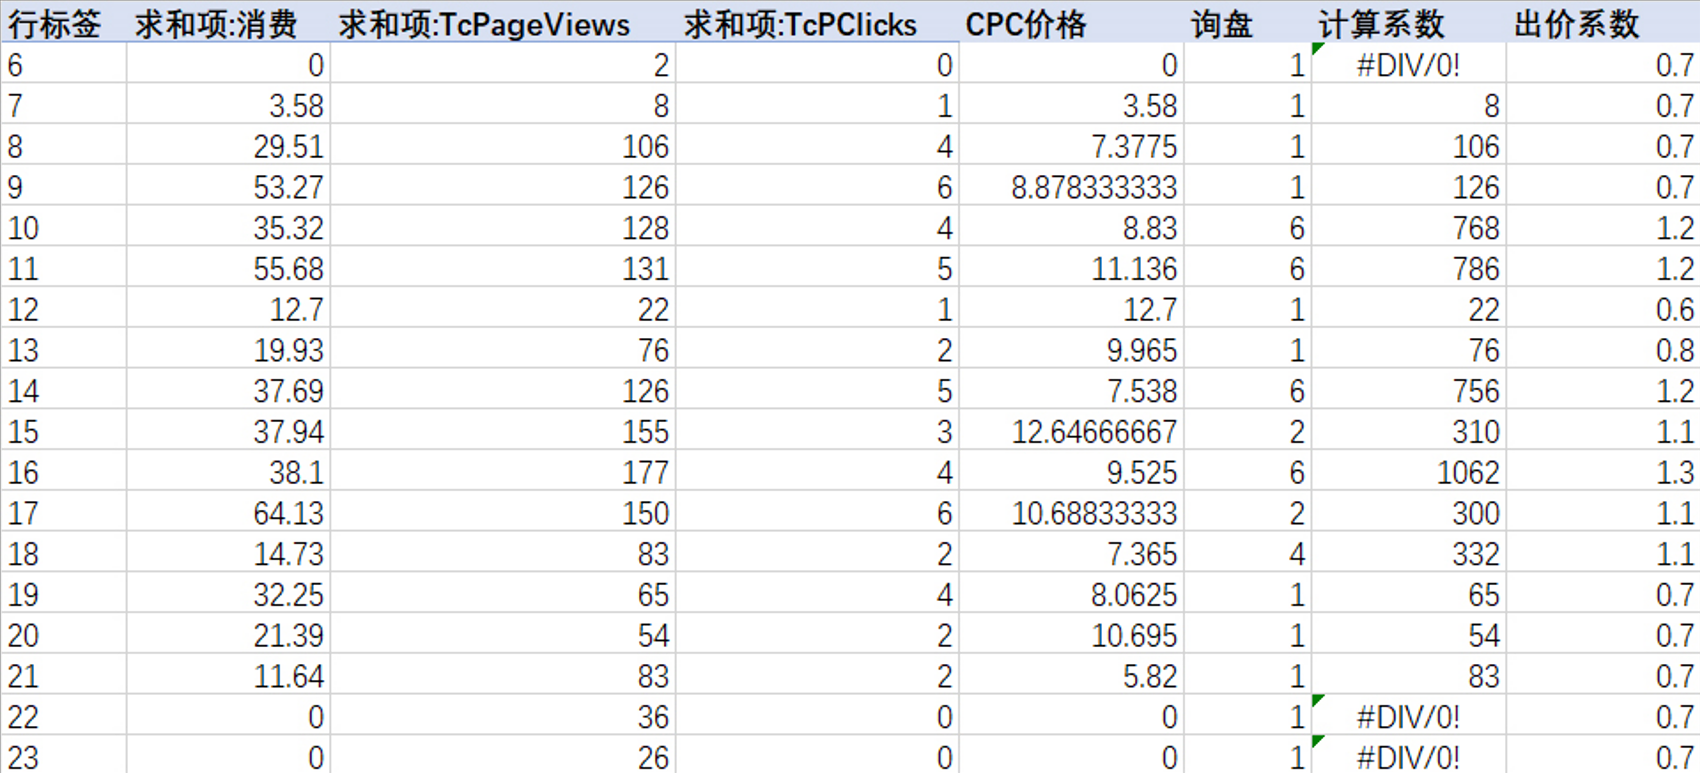 行标签 求和项:消费 求和项:TcPageViews 求和项:TcPClicks CPC价格 询盘 计算系数 出价系数
6 0 2 0 0 1 #DIV/0! 0.7
7 3.58 8 1 3.58 1 8 0.7
8 29.51 106 4 7.3775 1 106 0.7
9 53.27 126 6 8.878333333 1 126 0.7
10 35.32 128 4 8.83 6 768 1.2
11 55.68 131 5 11.136 6 786 1.2
12 12.7 22 1 12.7 1 22 0.6
13 19.93 76 2 9.965 1 76 0.8
14 37.69 126 5 7.538 6 756 1.2
15 37.94 155 3 12.64666667 2 310 1.1
16 38.1 177 4 9.525 6 1062 1.3
17 64.13 150 6 10.68833333 2 300 1.1
18 14.73 83 2 7.365 4 332 1.1
19 32.25 65 4 8.0625 1 65 0.7
20 21.39 54 2 10.695 1 54 0.7
21 11.64 83 2 5.82 1 83 0.7
22 0 36 0 0 1 #DIV/0! 0.7
23 0 26 0 0 1 #DIV/0! 0.7